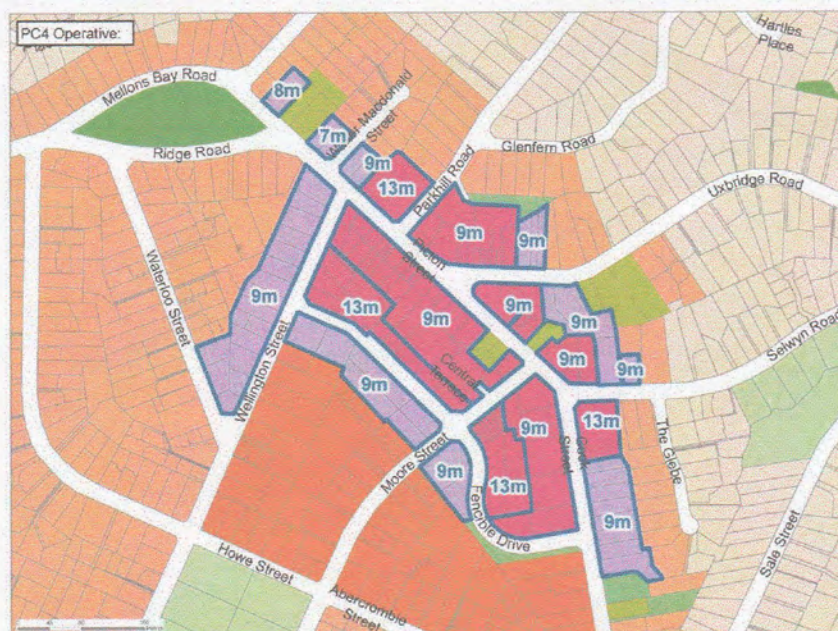 PC4 Operative:
Hartles
Place
Mellons Bay Road
8m
7m
Macdonald
Street
9m
13m
Parkhill Road
Glenfern Road
Ridge Road
Uxbridge Road
9m
9m
Picton
Street
Waterloo Street
9m
Wellington Street
13m
9m
9m
9m
9m
9m
Selwyn Road
Central
Terrace
9m
Moore Street
9m
13m
Fencible Drive
9m
Cook
Street
13m
9m
The Glebe
Sale Street
Howe Street
Abercrombie
Street